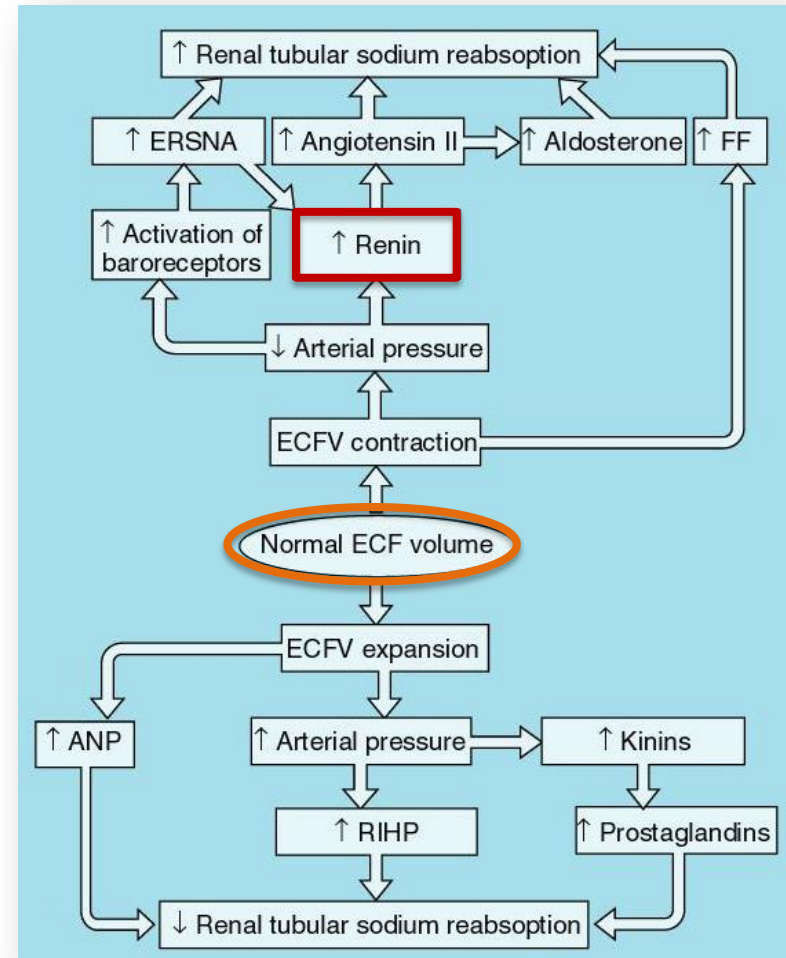 ↑ Renal tubular sodium reabsoption
↑ ERSNA
↑ Angiotensin II
↑ Aldosterone
↑ FF
↑ Activation of
baroreceptors
↑ Renin
↓ Arterial pressure
ECFV contraction
Normal ECF volume
ECFV expansion
↑ ANP
↑ Arterial pressure
↑ Kinins
↑ RIHP
↑ Prostaglandins
↓ Renal tubular sodium reabsoption